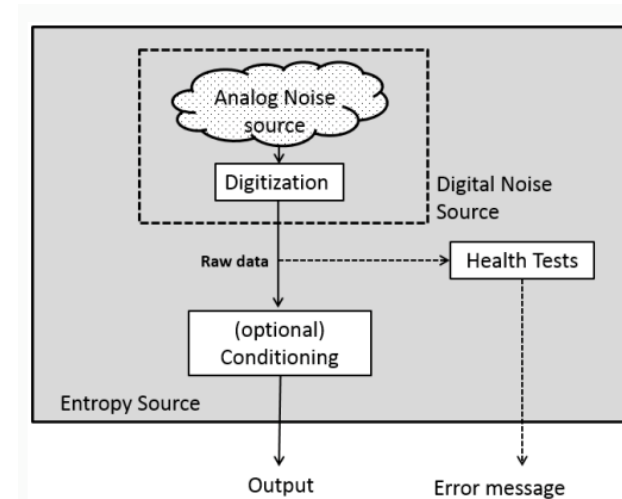 Analog Noise
source
Digitization
Digital Noise
Source
Raw data
Health Tests
(optional)
Conditioning
Entropy Source
Output
Error message